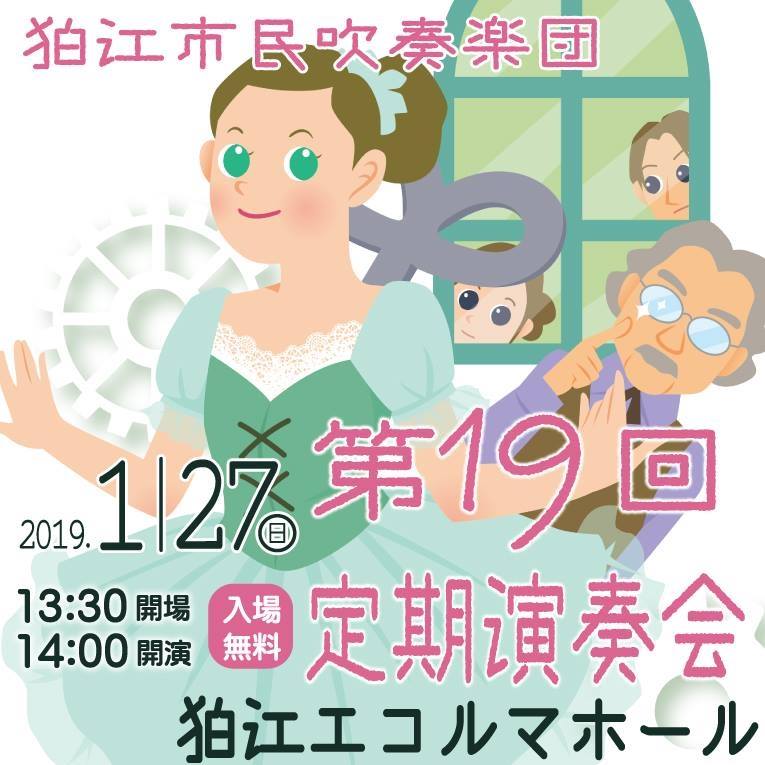 狛江市民吹奏楽団
第19回
2019. 1|27㊐
定期演奏会
13:30 開場
14:00 開演
入場
無料
狛江エコルマホール